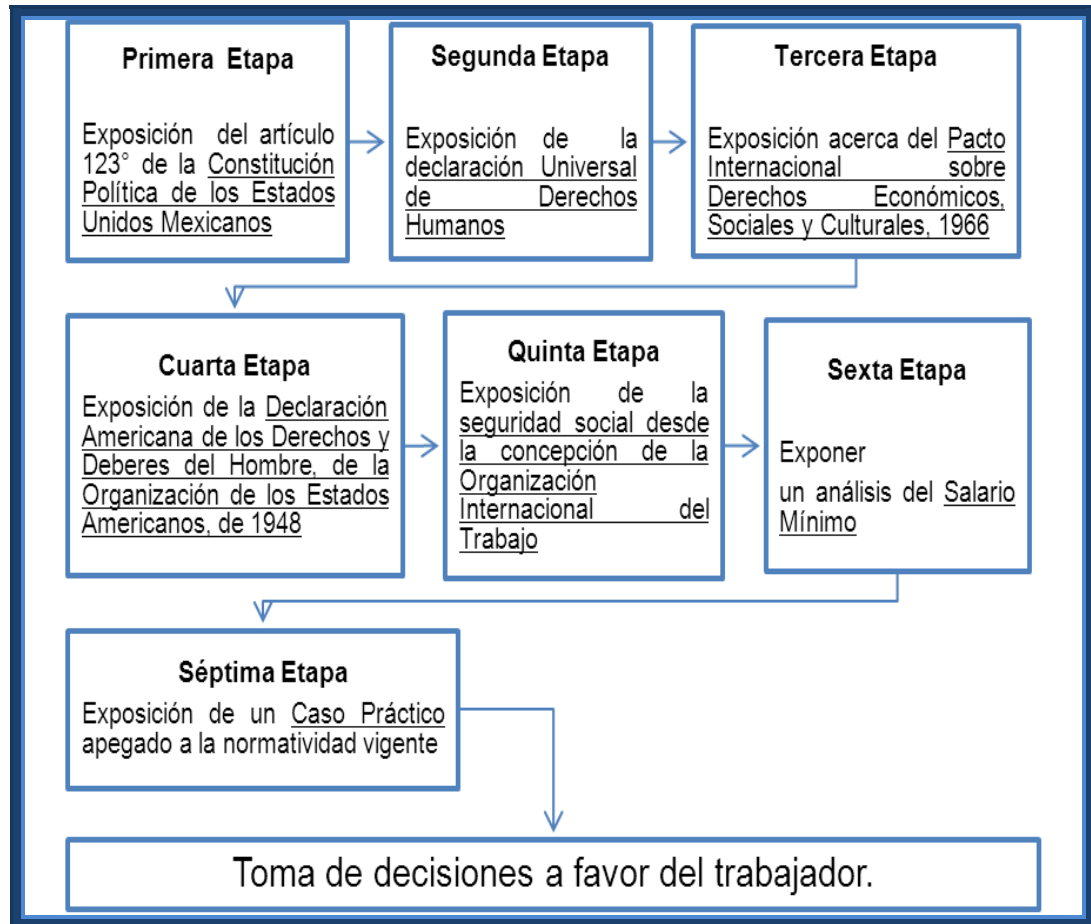 Primera Etapa
Exposición del artículo
123° de la Constitución
Política de los Estados
Unidos Mexicanos
Segunda Etapa
Exposición de la
declaración Universal
de Derechos
Humanos
Tercera Etapa
Exposición acerca del Pacto
Internacional sobre
Derechos Económicos,
Sociales y Culturales, 1966
Cuarta Etapa
Exposición de la Declaración
Americana de los Derechos y
Deberes del Hombre, de la
Organización de los Estados
Americanos, de 1948
Quinta Etapa
Exposición de la
seguridad social desde
la concepción de la
Organización
Internacional del
Trabajo
Sexta Etapa
Exponer
un análisis del Salario
Mínimo
Séptima Etapa
Exposición de un Caso Práctico
apegado a la normatividad vigente
Toma de decisiones a favor del trabajador.